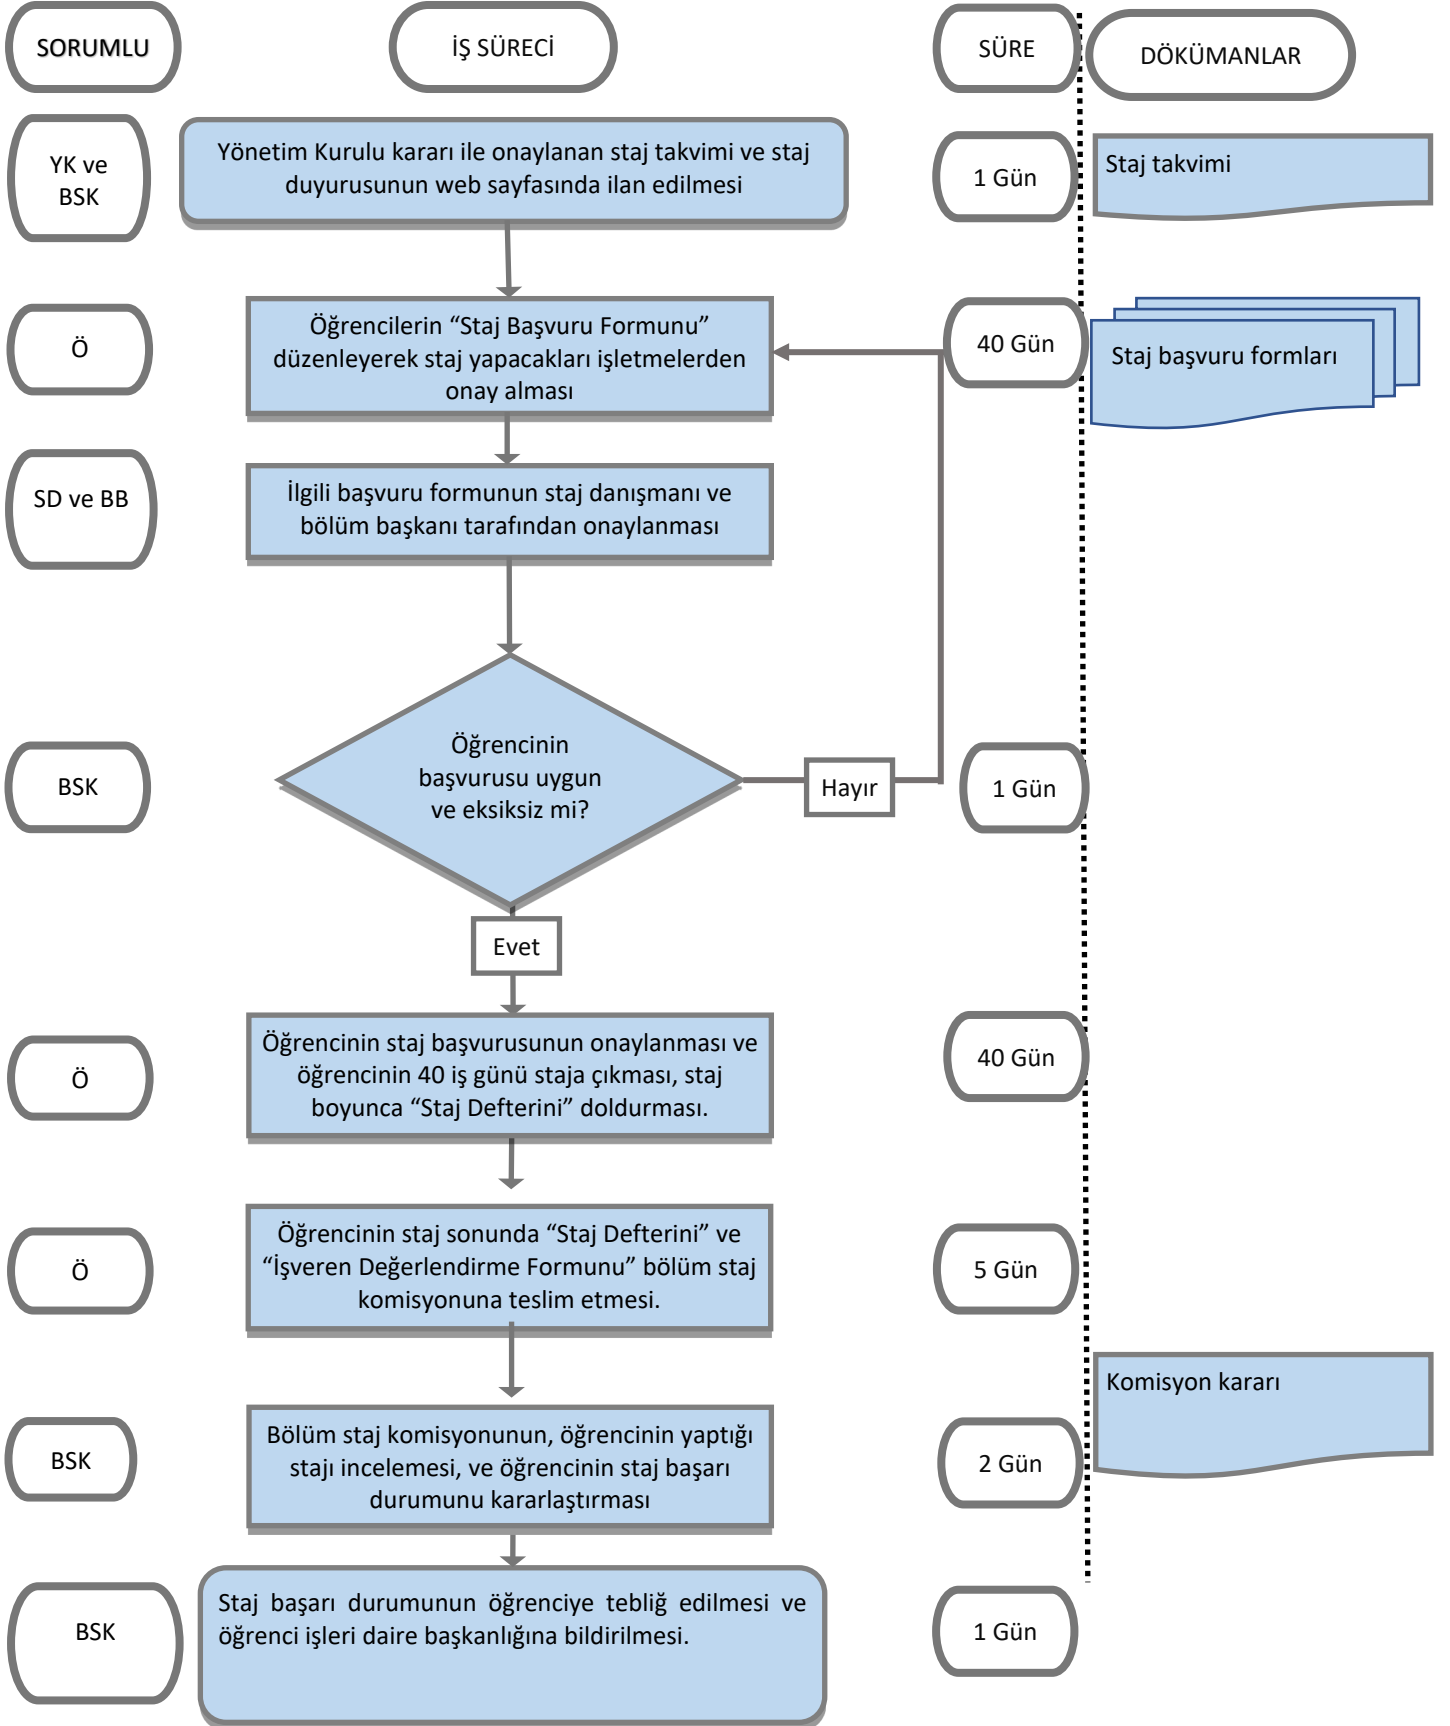 SORUMLU
İŞ SÜRECİ
SÜRE
DÖKÜMANLAR
YK ve
BSK
Yönetim Kurulu kararı ile onaylanan staj takvimi ve staj
duyurusunun web sayfasında ilan edilmesi
1 Gün
Staj takvimi
Ö
Öğrencilerin “Staj Başvuru Formunu”
düzenleyerek staj yapacakları işletmelerden
onay alması
40 Gün
Staj başvuru formları
SD ve BB
İlgili başvuru formunun staj danışmanı ve
bölüm başkanı tarafından onaylanması
BSK
Öğrencinin
başvurusu uygun
ve eksiksiz mi?
Hayır
1 Gün
Evet
Ö
Öğrencinin staj başvurusunun onaylanması ve
öğrencinin 40 iş günü staja çıkması, staj
boyunca “Staj Defterini” doldurması.
40 Gün
Ö
Öğrencinin staj sonunda “Staj Defterini” ve
“İşveren Değerlendirme Formunu” bölüm staj
komisyonuna teslim etmesi.
5 Gün
Komisyon kararı
BSK
Bölüm staj komisyonunun, öğrencinin yaptığı
stajı incelemesi, ve öğrencinin staj başarı
durumunu kararlaştırması
2 Gün
BSK
Staj başarı durumunun öğrenciye tebliğ edilmesi ve
öğrenci işleri daire başkanlığına bildirilmesi.
1 Gün